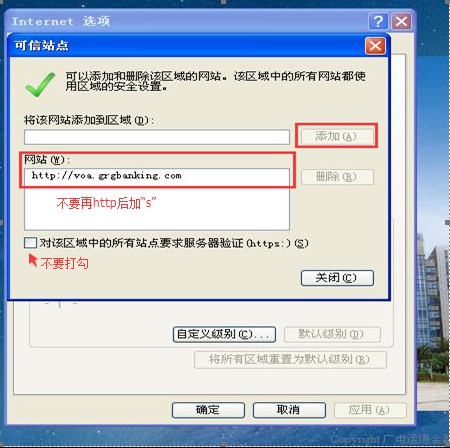 Internet 选项
可信站点
可以添加和删除该区域的网站。该区域中的所有网站都使
用区域的安全设置。
将该网站添加到区域(D):
添加(A)
网站(W):
http://voa.grgbanking.com
删除(R)
不要再http后加“s”
对该区域中的所有站点要求服务器验证(https:)(S)
不要打勾
关闭(C)
自定义级别(C)...
默认级别(D)
将所有区域重置为默认级别(R)
确定
取消
应用(A)
Copyright 广电运通金